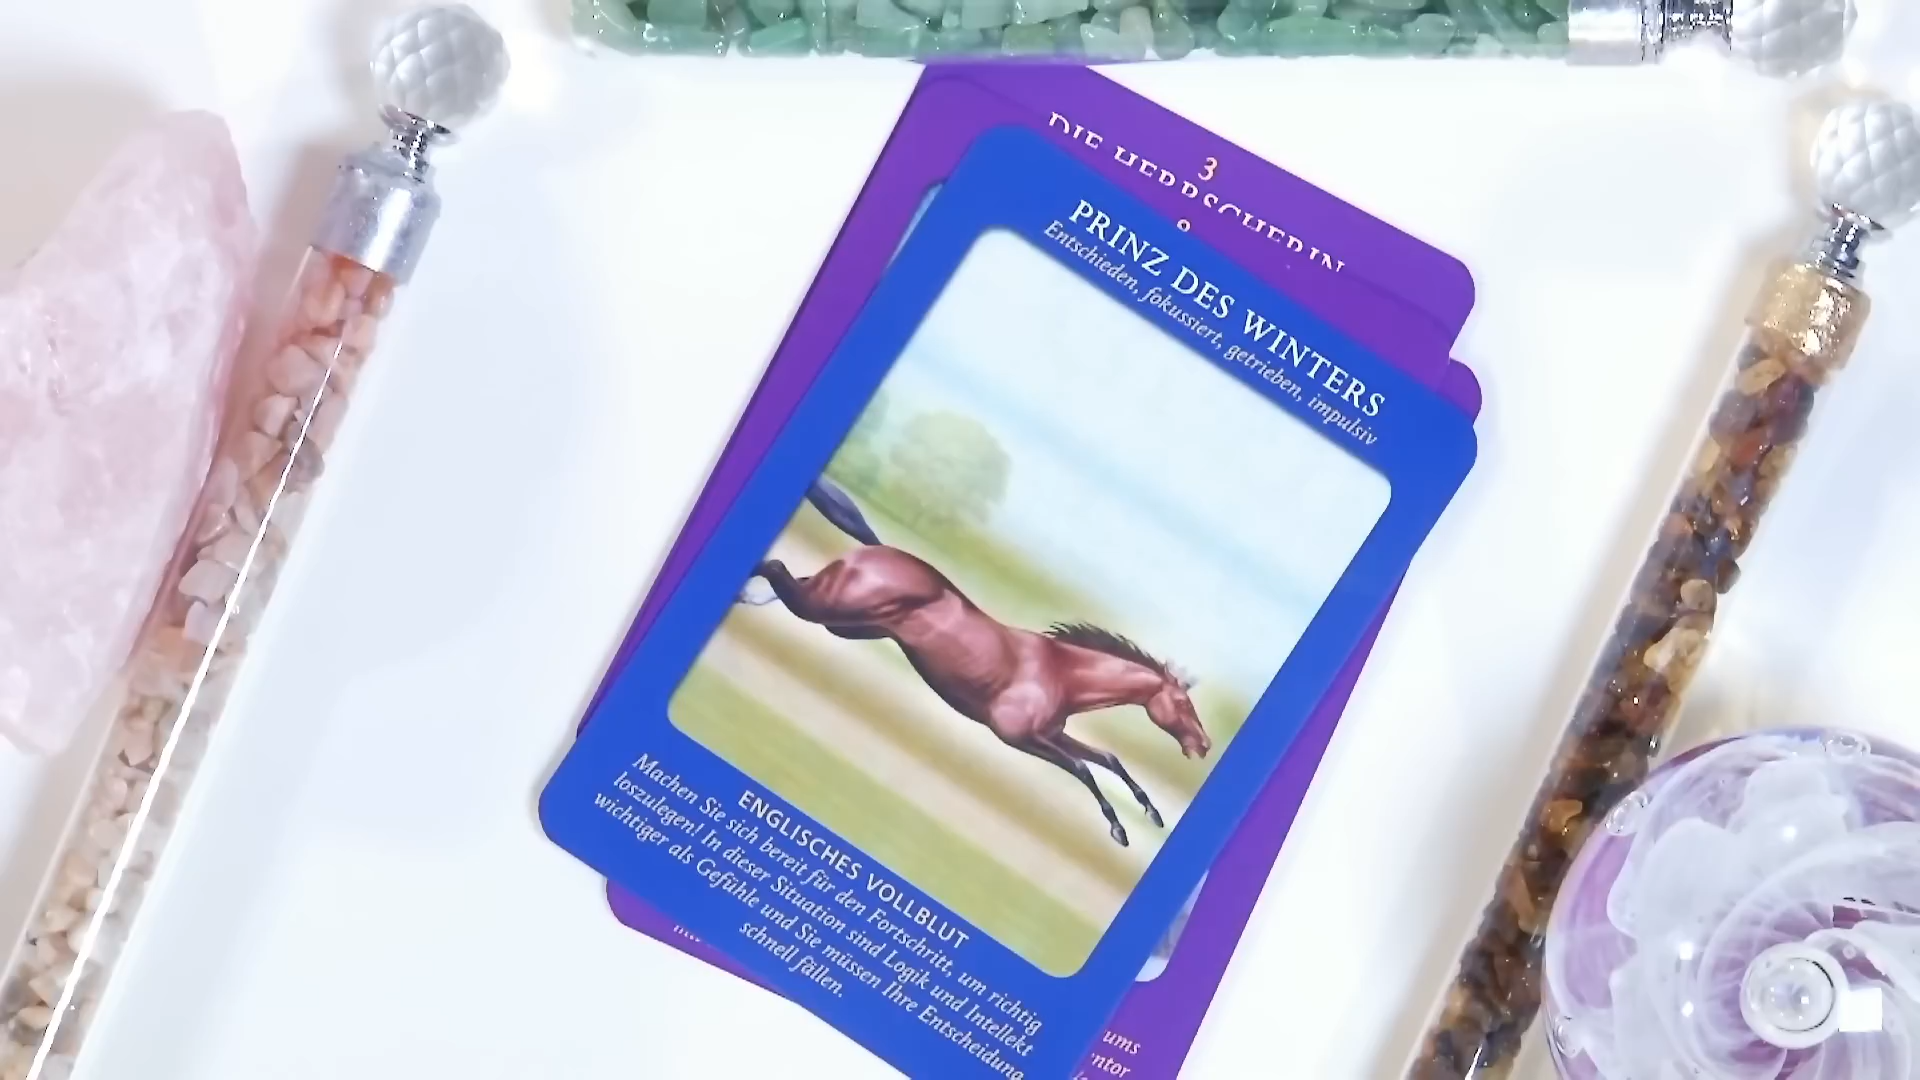 3
DIE HERRSCHERIN
PRINZ DES WINTERS
Entschieden, fokussiert, getrieben, impulsiv
ENGLISCHES VOLLBLUT
Machen Sie sich bereit für den Fortschritt, um richtig
loszulegen! In dieser Situation sind Logik und Intellekt
wichtiger als Gefühle und Sie müssen Ihre Entscheidung
schnell fällen.